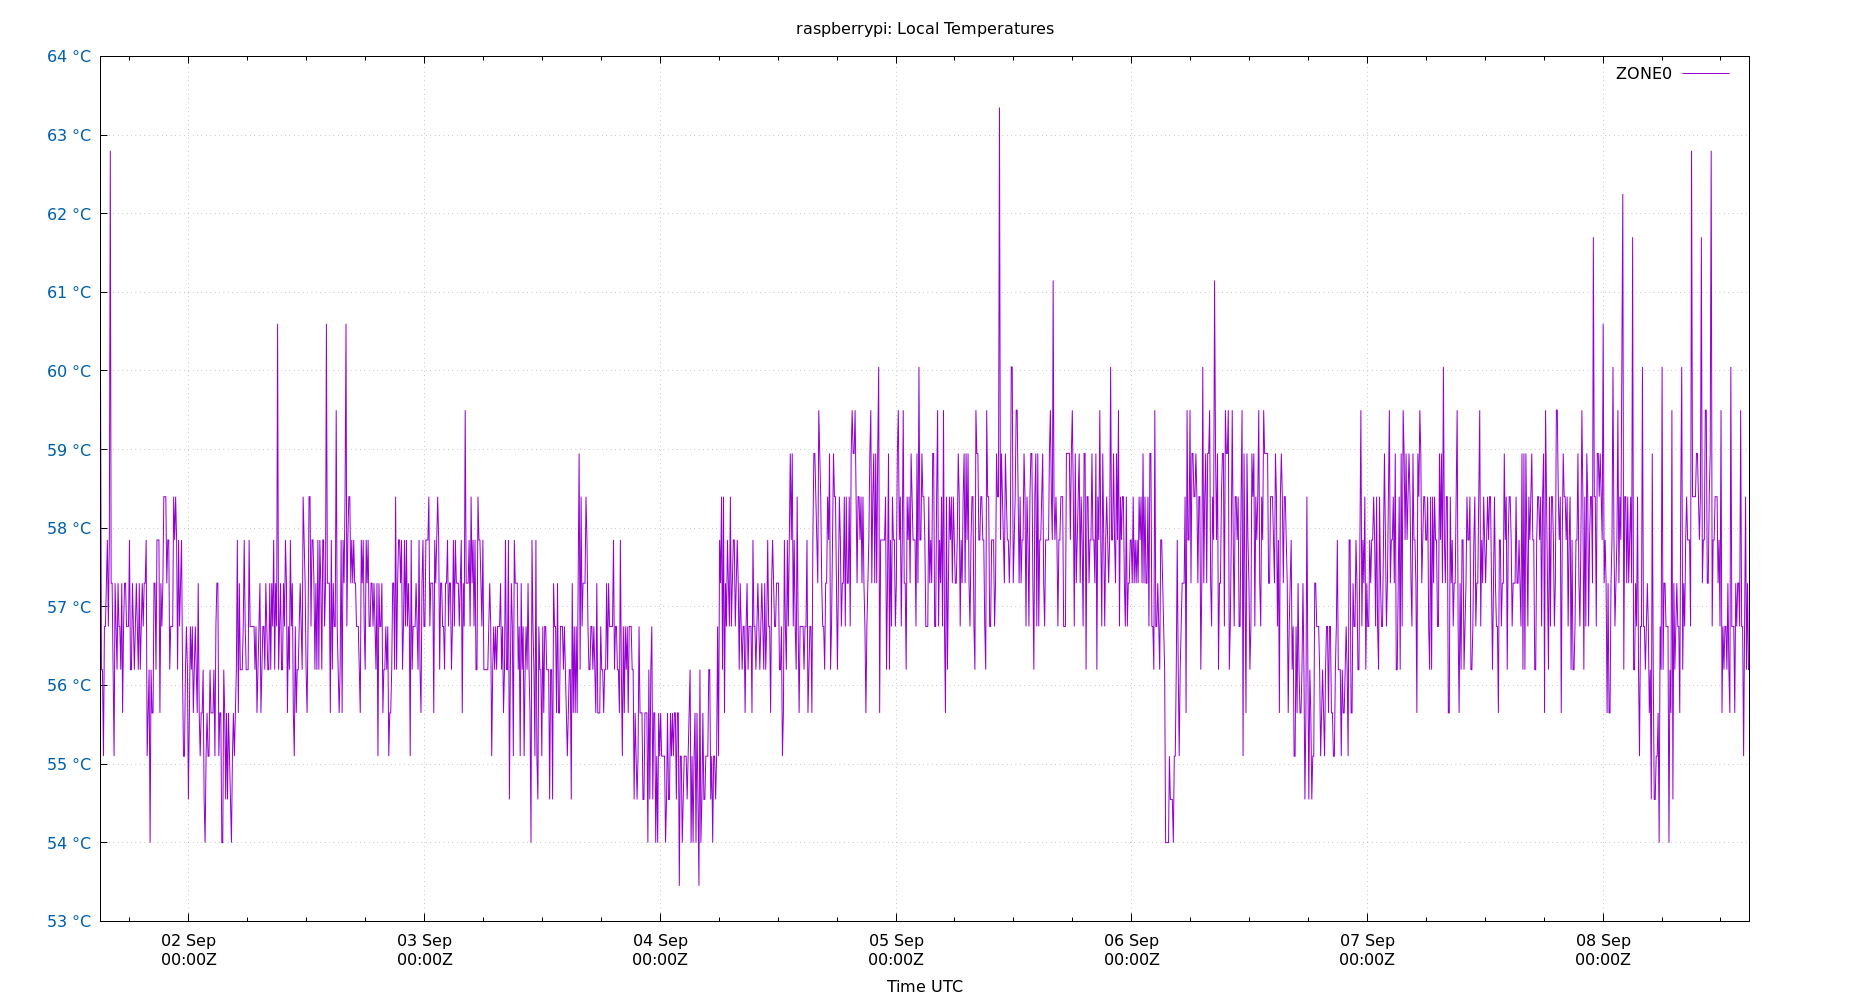 raspberrypi: Local Temperatures
64 °C
ZONE0
63 °C
62 °C
61 °C
60 °C
59 °C
58 °C
57 °C
56 °C
55 °C
54 °C
53 °C
02 Sep 03 Sep 04 Sep 05 Sep 06 Sep 07 Sep 08 Sep
00:00Z 00:00Z 00:00Z 00:00Z 00:00Z 00:00Z 00:00Z
Time UTC